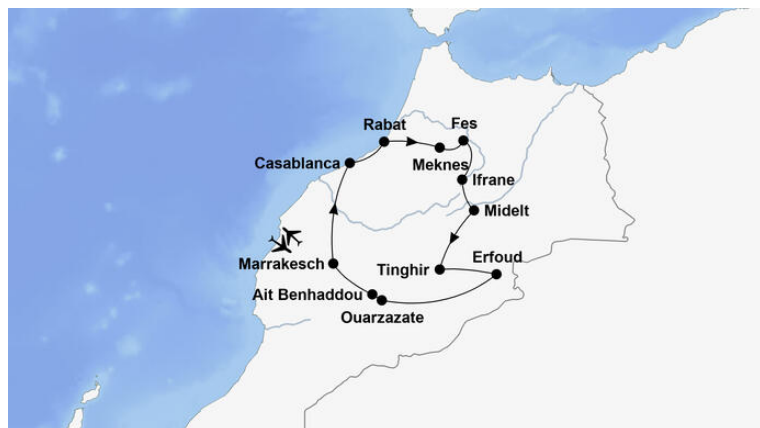 Rabat
Fes
Casablanca
Meknes
Ifrane
Midelt
Erfoud
Marrakesch
Tinghir
Ait Benhaddou
Ouarzazate